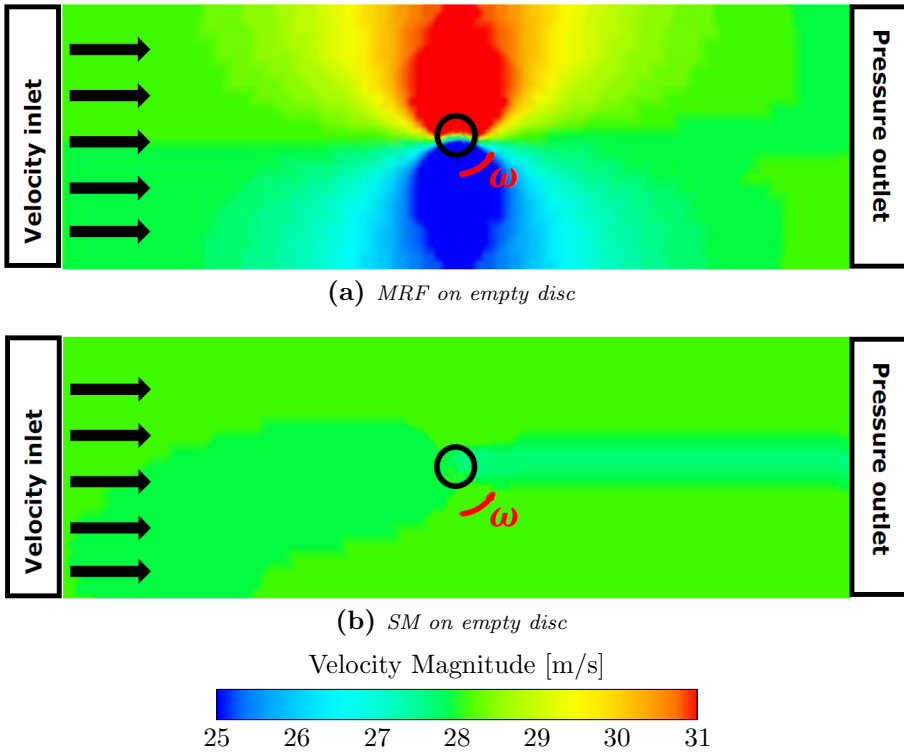 Velocity inlet
Pressure outlet
ω
(a) MRF on empty disc
Velocity inlet
Pressure outlet
ω
(b) SM on empty disc
Velocity Magnitude [m/s]
25 26 27 28 29 30 31